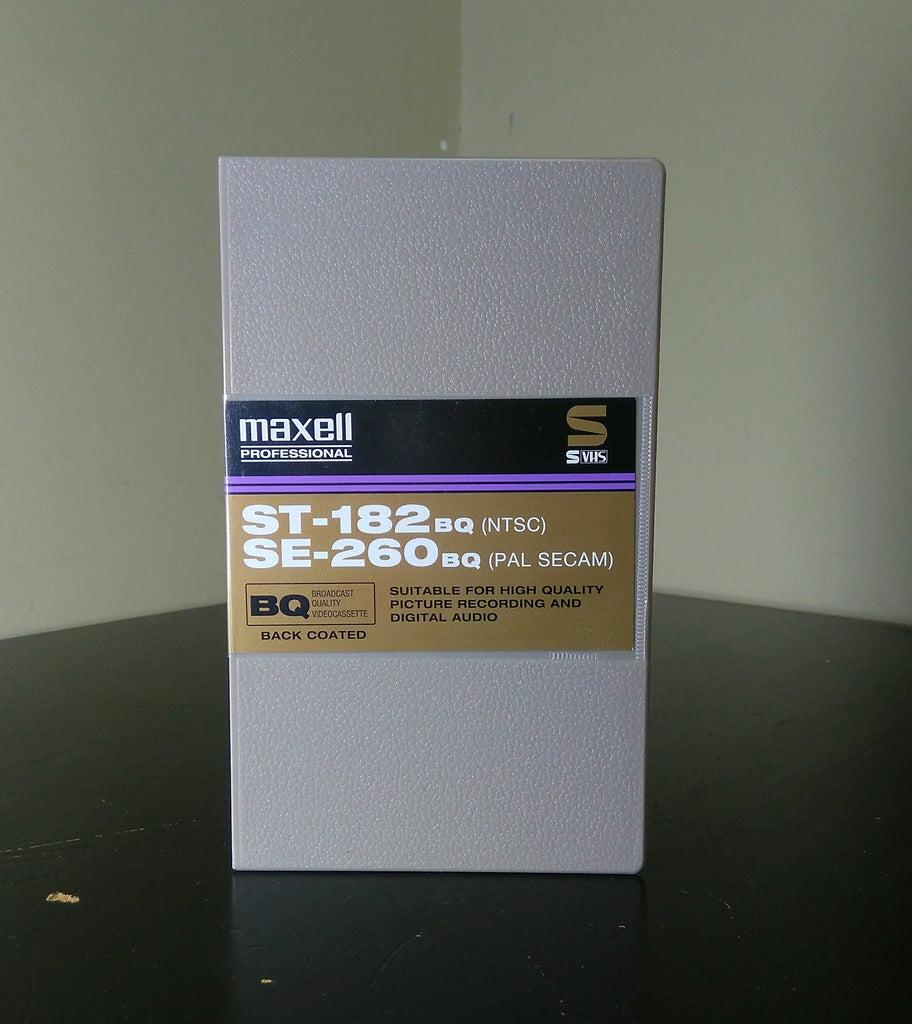 maxell
PROFESSIONAL
S
S VHS
ST-182BQ (NTSC)
SE-260BQ (PAL SECAM)
BQ BROADCAST
QUALITY
VIDEOCASSETTE
BACK COATED
SUITABLE FOR HIGH QUALITY
PICTURE RECORDING AND
DIGITAL AUDIO